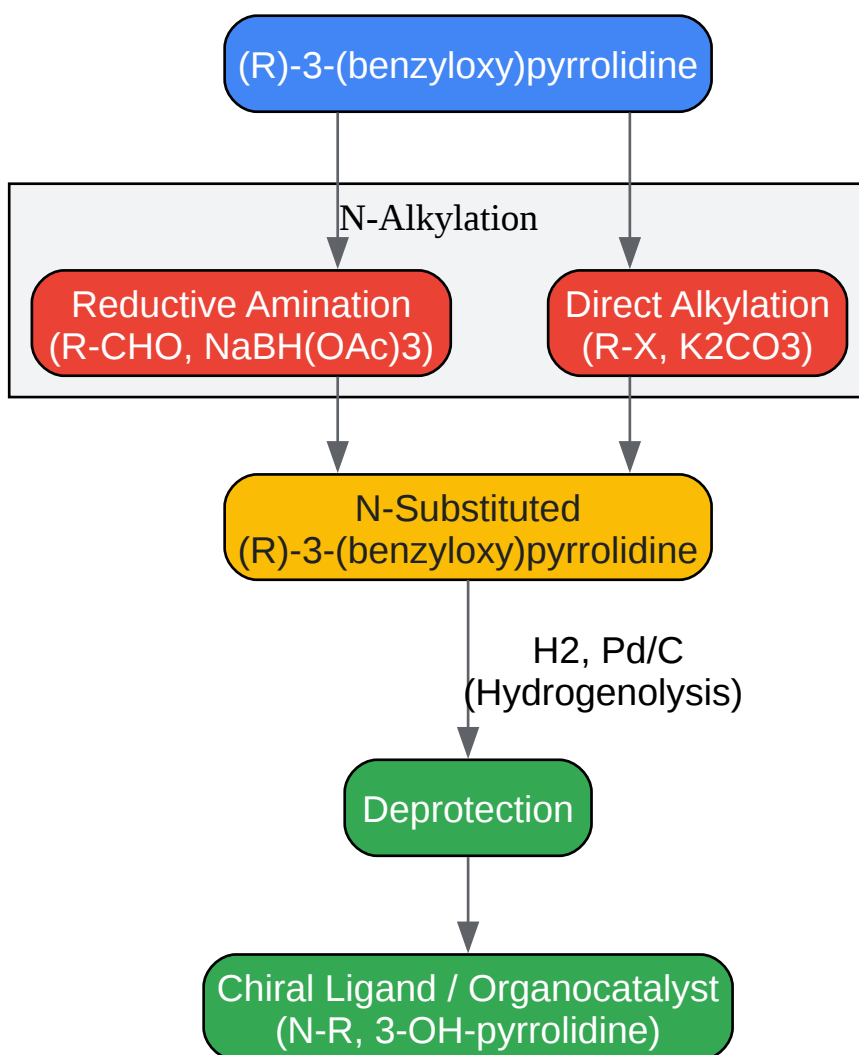 (R)-3-(benzyloxy)pyrrolidine
N-Alkylation
Reductive Amination
(R-CHO, NaBH(OAc)3)
Direct Alkylation
(R-X, K2CO3)
N-Substituted
(R)-3-(benzyloxy)pyrrolidine
H2, Pd/C
(Hydrogenolysis)
Deprotection
Chiral Ligand / Organocatalyst
(N-R, 3-OH-pyrrolidine)